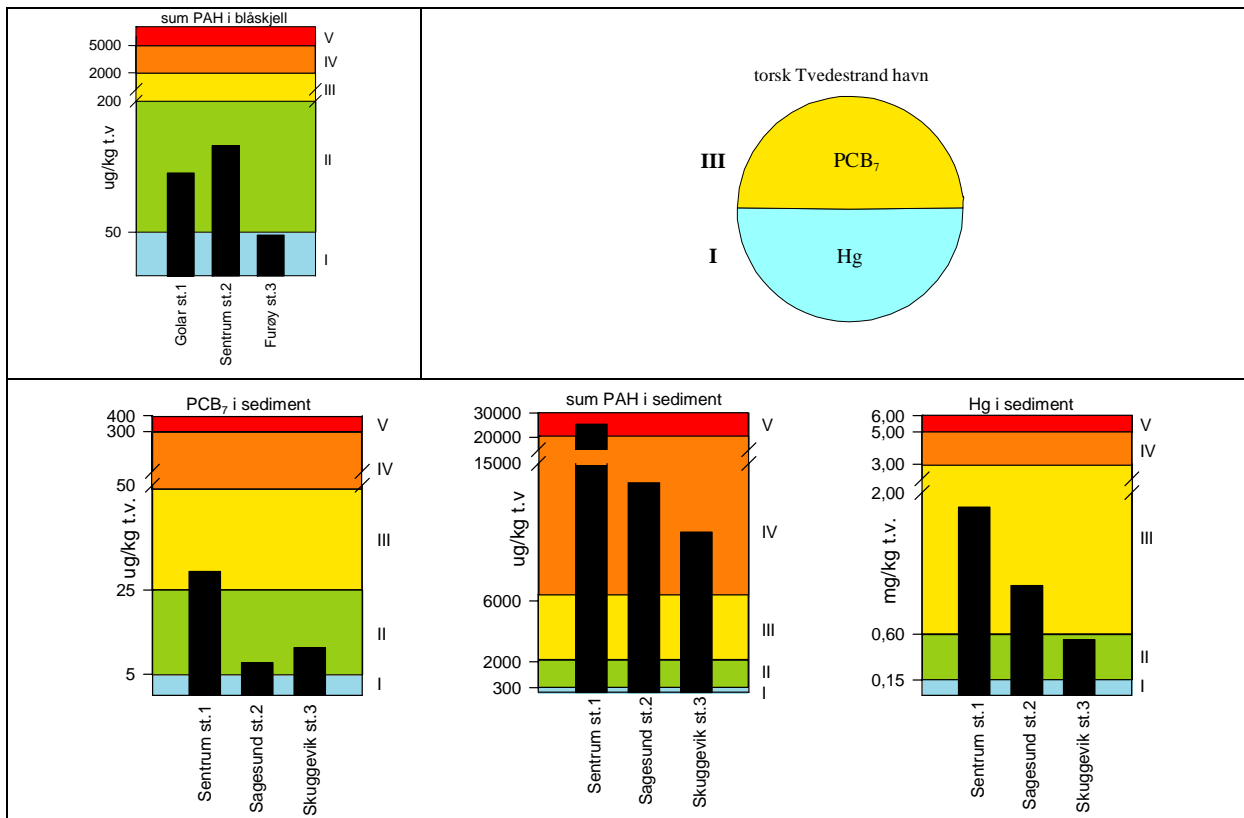 sum PAH i blåskjell
5000
2000
200
50
ug/kg t.v
V
IV
III
II
I
Golar st.1
Sentrum st.2
Furøy st.3
torsk Tvedestrand havn
III
PCB₇
I
Hg
PCB₇ i sediment
400
300
50
25
5
ug/kg t.v.
V
IV
III
II
I
Sentrum st.1
Sagesund st.2
Skuggevik st.3
sum PAH i sediment
30000
20000
15000
6000
2000
300
ug/kg t.v
V
IV
III
II
I
Sentrum st.1
Sagesund st.2
Skuggevik st.3
Hg i sediment
6,00
5,00
3,00
2,00
0,60
0,15
mg/kg t.v.
V
IV
III
II
I
Sentrum st.1
Sagesund st.2
Skuggevik st.3